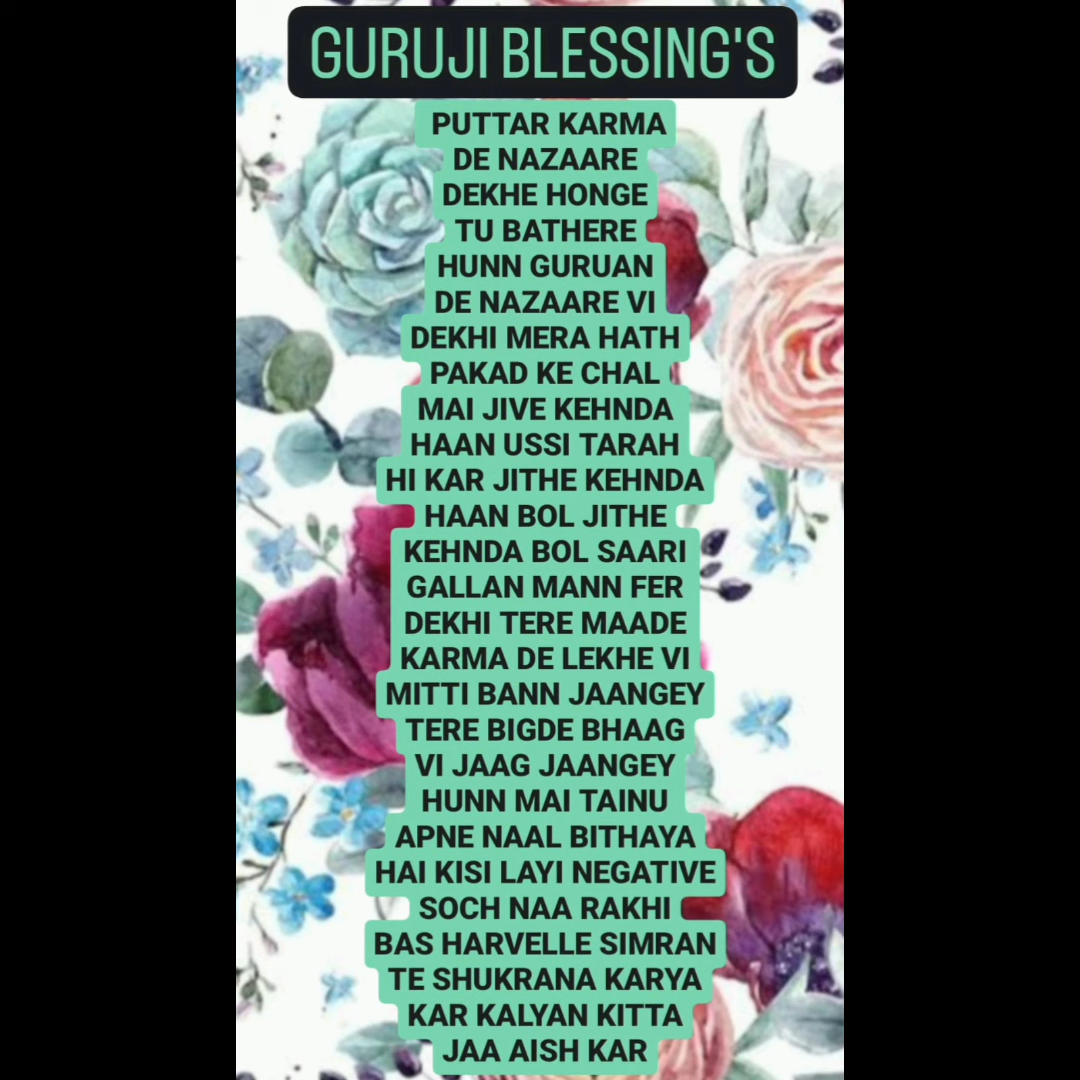 GURUJI BLESSING'S
PUTTAR KARMA
DE NAZAARE
DEKHE HONGE
TU BATHERE
HUNN GURUAN
DE NAZAARE VI
DEKHI MERA HATH
PAKAD KE CHAL
MAI JIVE KEHNDA
HAAN USSI TARAH
HI KAR JITHE KEHNDA
HAAN BOL JITHE
KEHNDA BOL SAARI
GALLAN MANN FER
DEKHI TERE MAADE
KARMA DE LEKHE VI
MITTI BANN JAANGEY
TERE BIGDE BHAAG
VI JAAG JAANGEY
HUNN MAI TAINU
APNE NAAL BITHAYA
HAI KISI LAYI NEGATIVE
SOCH NAA RAKHI
BAS HARVELLE SIMRAN
TE SHUKRANA KARYA
KAR KALYAN KITTA
JAA AISH KAR